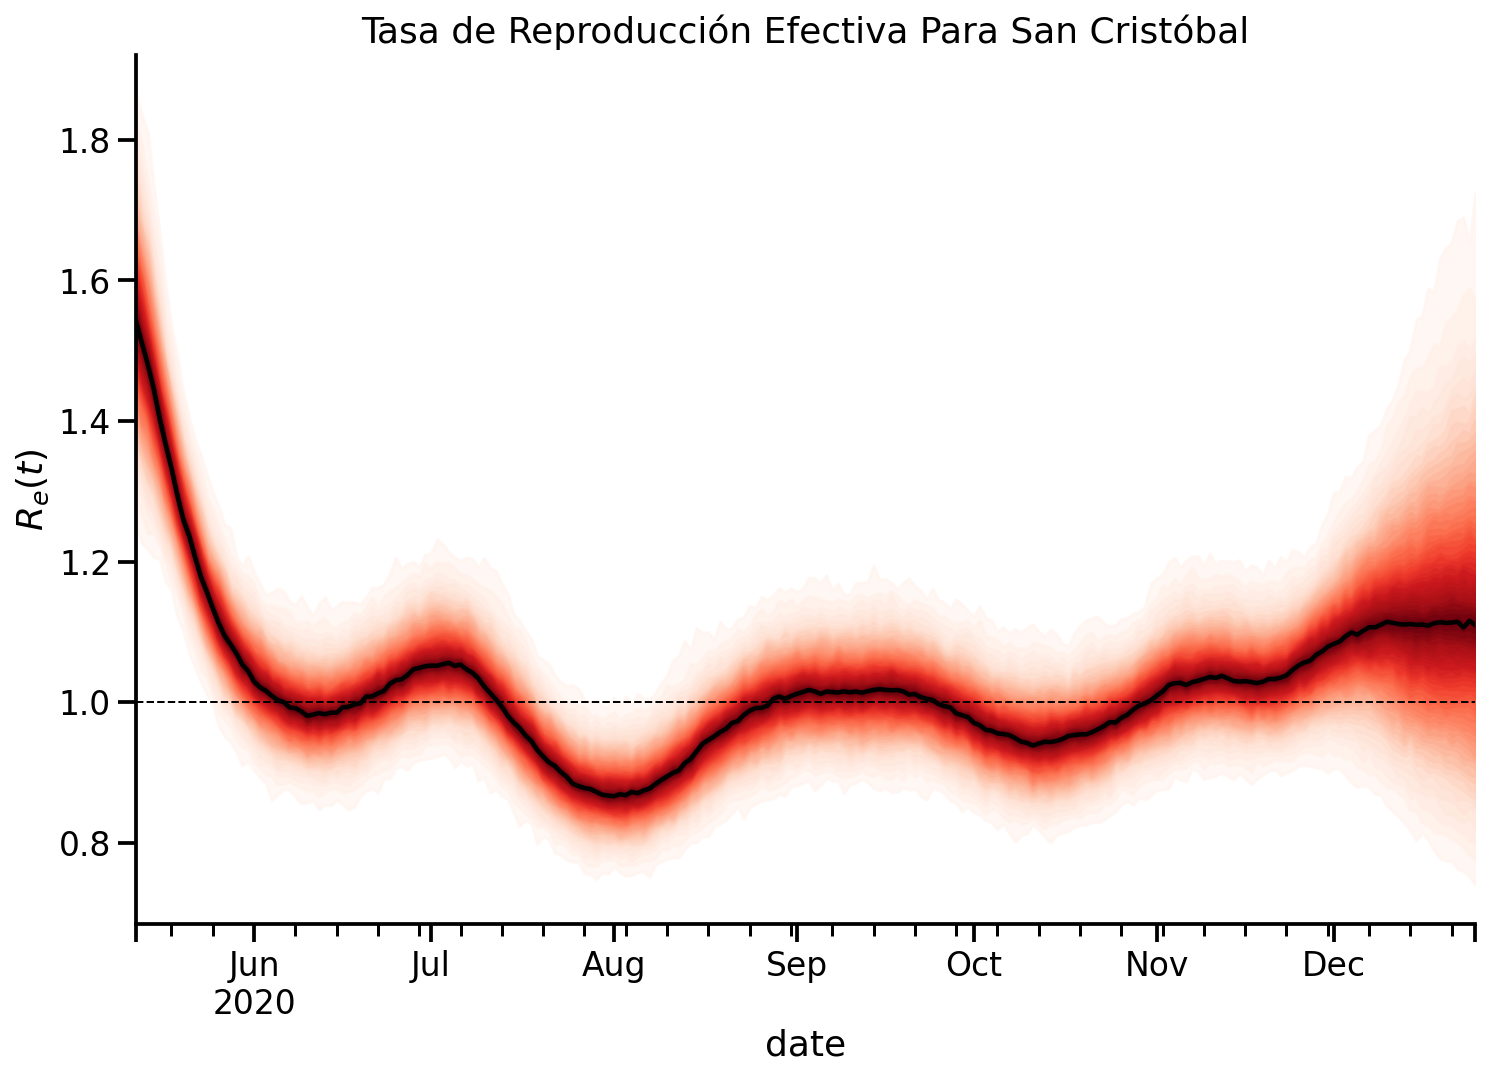 Tasa de Reproducción Efectiva Para San Cristóbal
1.8
1.6
1.4
1.2
1.0
0.8
R_e(t)
Jun Jul Aug Sep Oct Nov Dec
2020
date